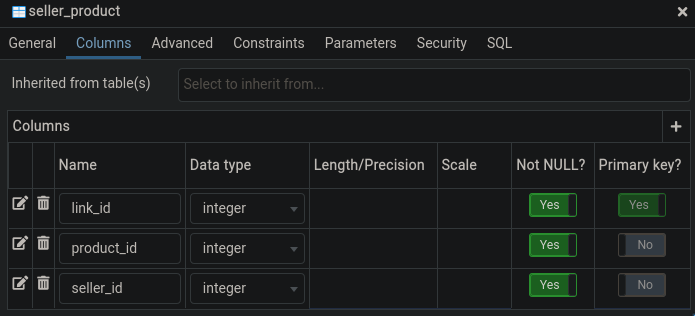 seller_product
General Columns Advanced Constraints Parameters Security SQL
Inherited from table(s) Select to inherit from...
Columns
Name Data type Length/Precision Scale Not NULL? Primary key?
link_id integer Yes Yes
product_id integer Yes No
seller_id integer Yes No